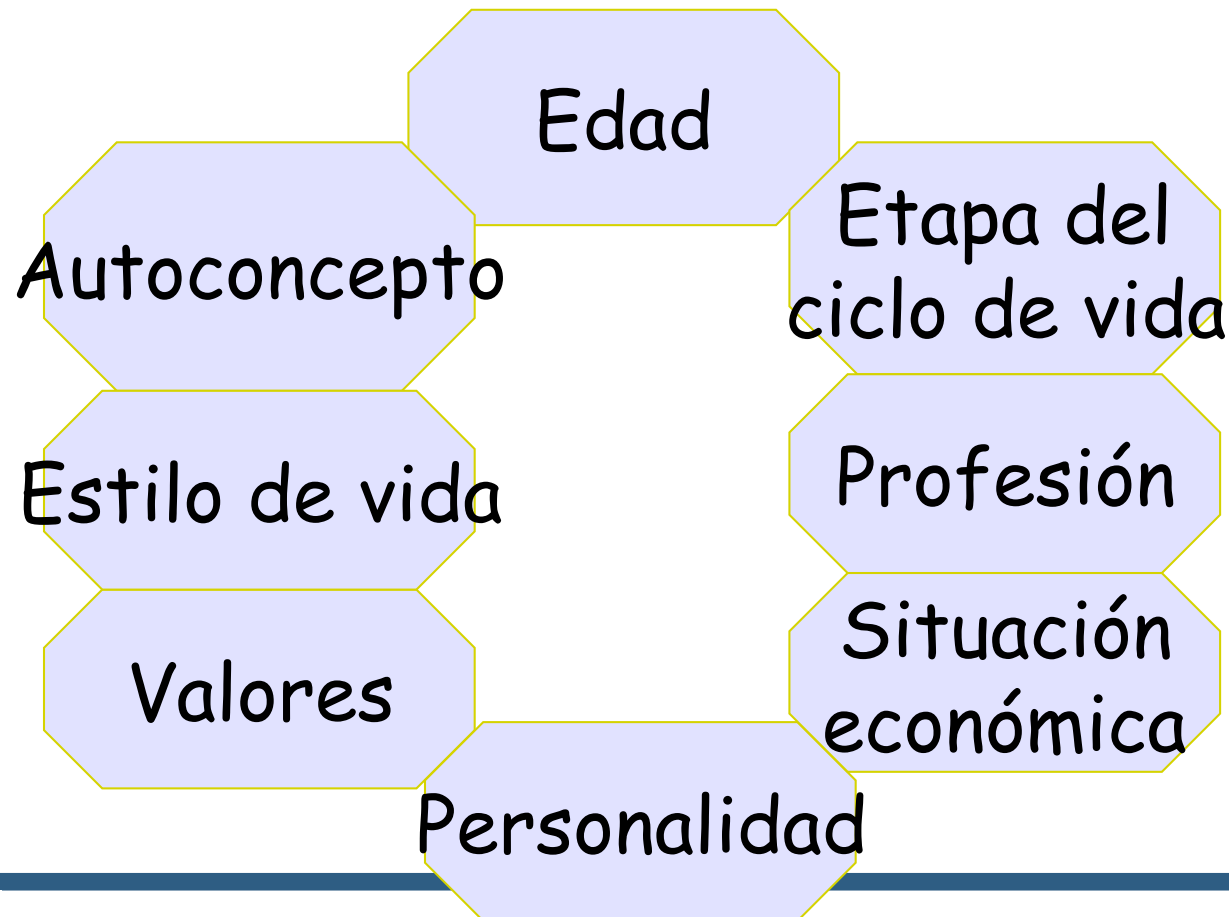 Edad
Autoconcepto
Etapa del
ciclo de vida
Estilo de vida
Profesión
Valores
Situación
económica
Personalidad